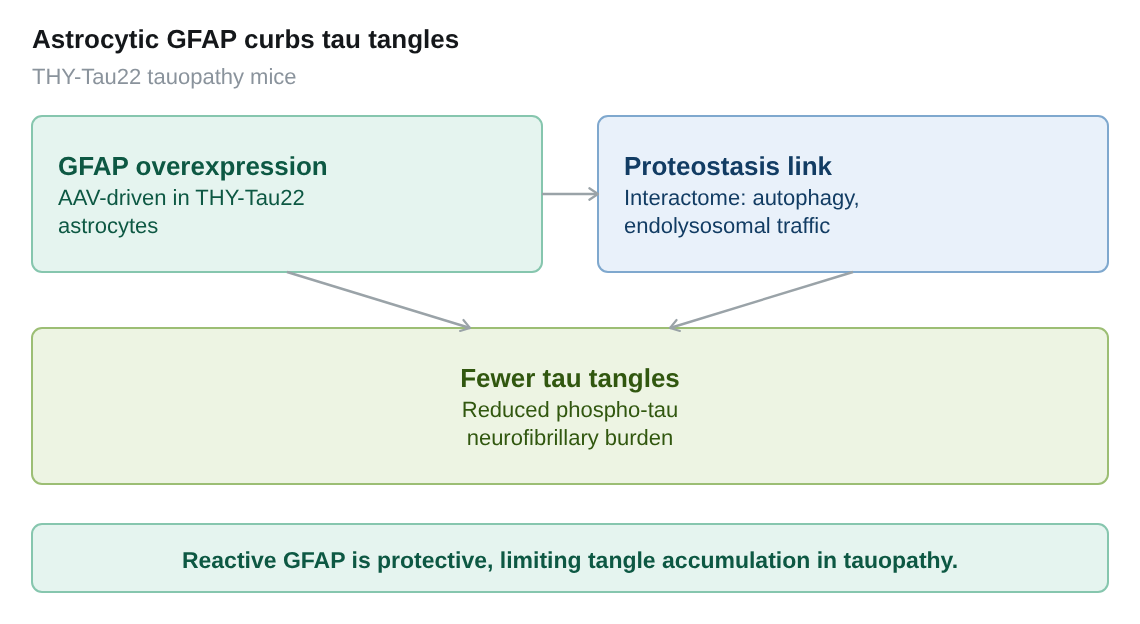 Astrocytic GFAP curbs tau tangles
THY-Tau22 tauopathy mice
GFAP overexpression
AAV-driven in THY-Tau22
astrocytes
Proteostasis link
Interactome: autophagy,
endolysosomal traffic
Fewer tau tangles
Reduced phospho-tau
neurofibrillary burden
Reactive GFAP is protective, limiting tangle accumulation in tauopathy.